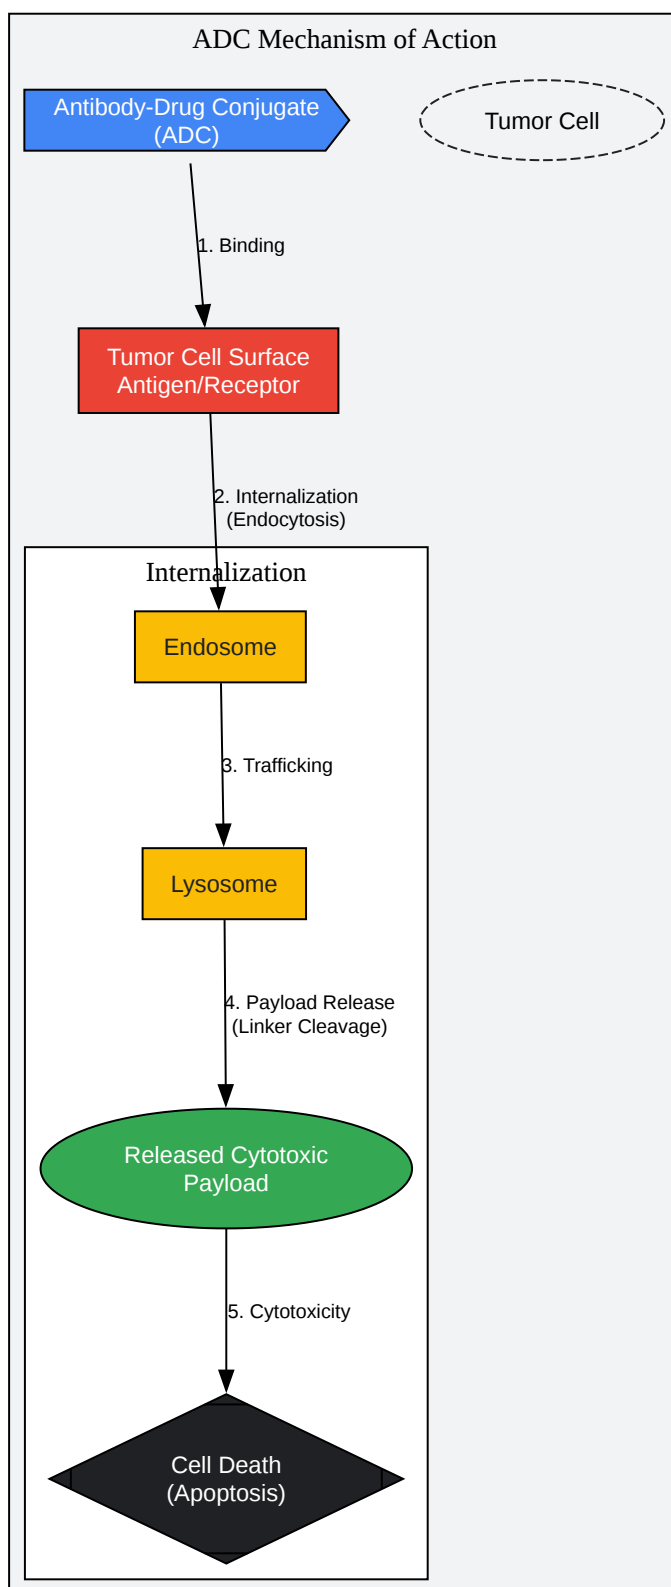 ADC Mechanism of Action
Antibody-Drug Conjugate
(ADC)
Tumor Cell
1. Binding
Tumor Cell Surface
Antigen/Receptor
2. Internalization
(Endocytosis)
Internalization
Endosome
3. Trafficking
Lysosome
4. Payload Release
(Linker Cleavage)
Released Cytotoxic
Payload
5. Cytotoxicity
Cell Death
(Apoptosis)